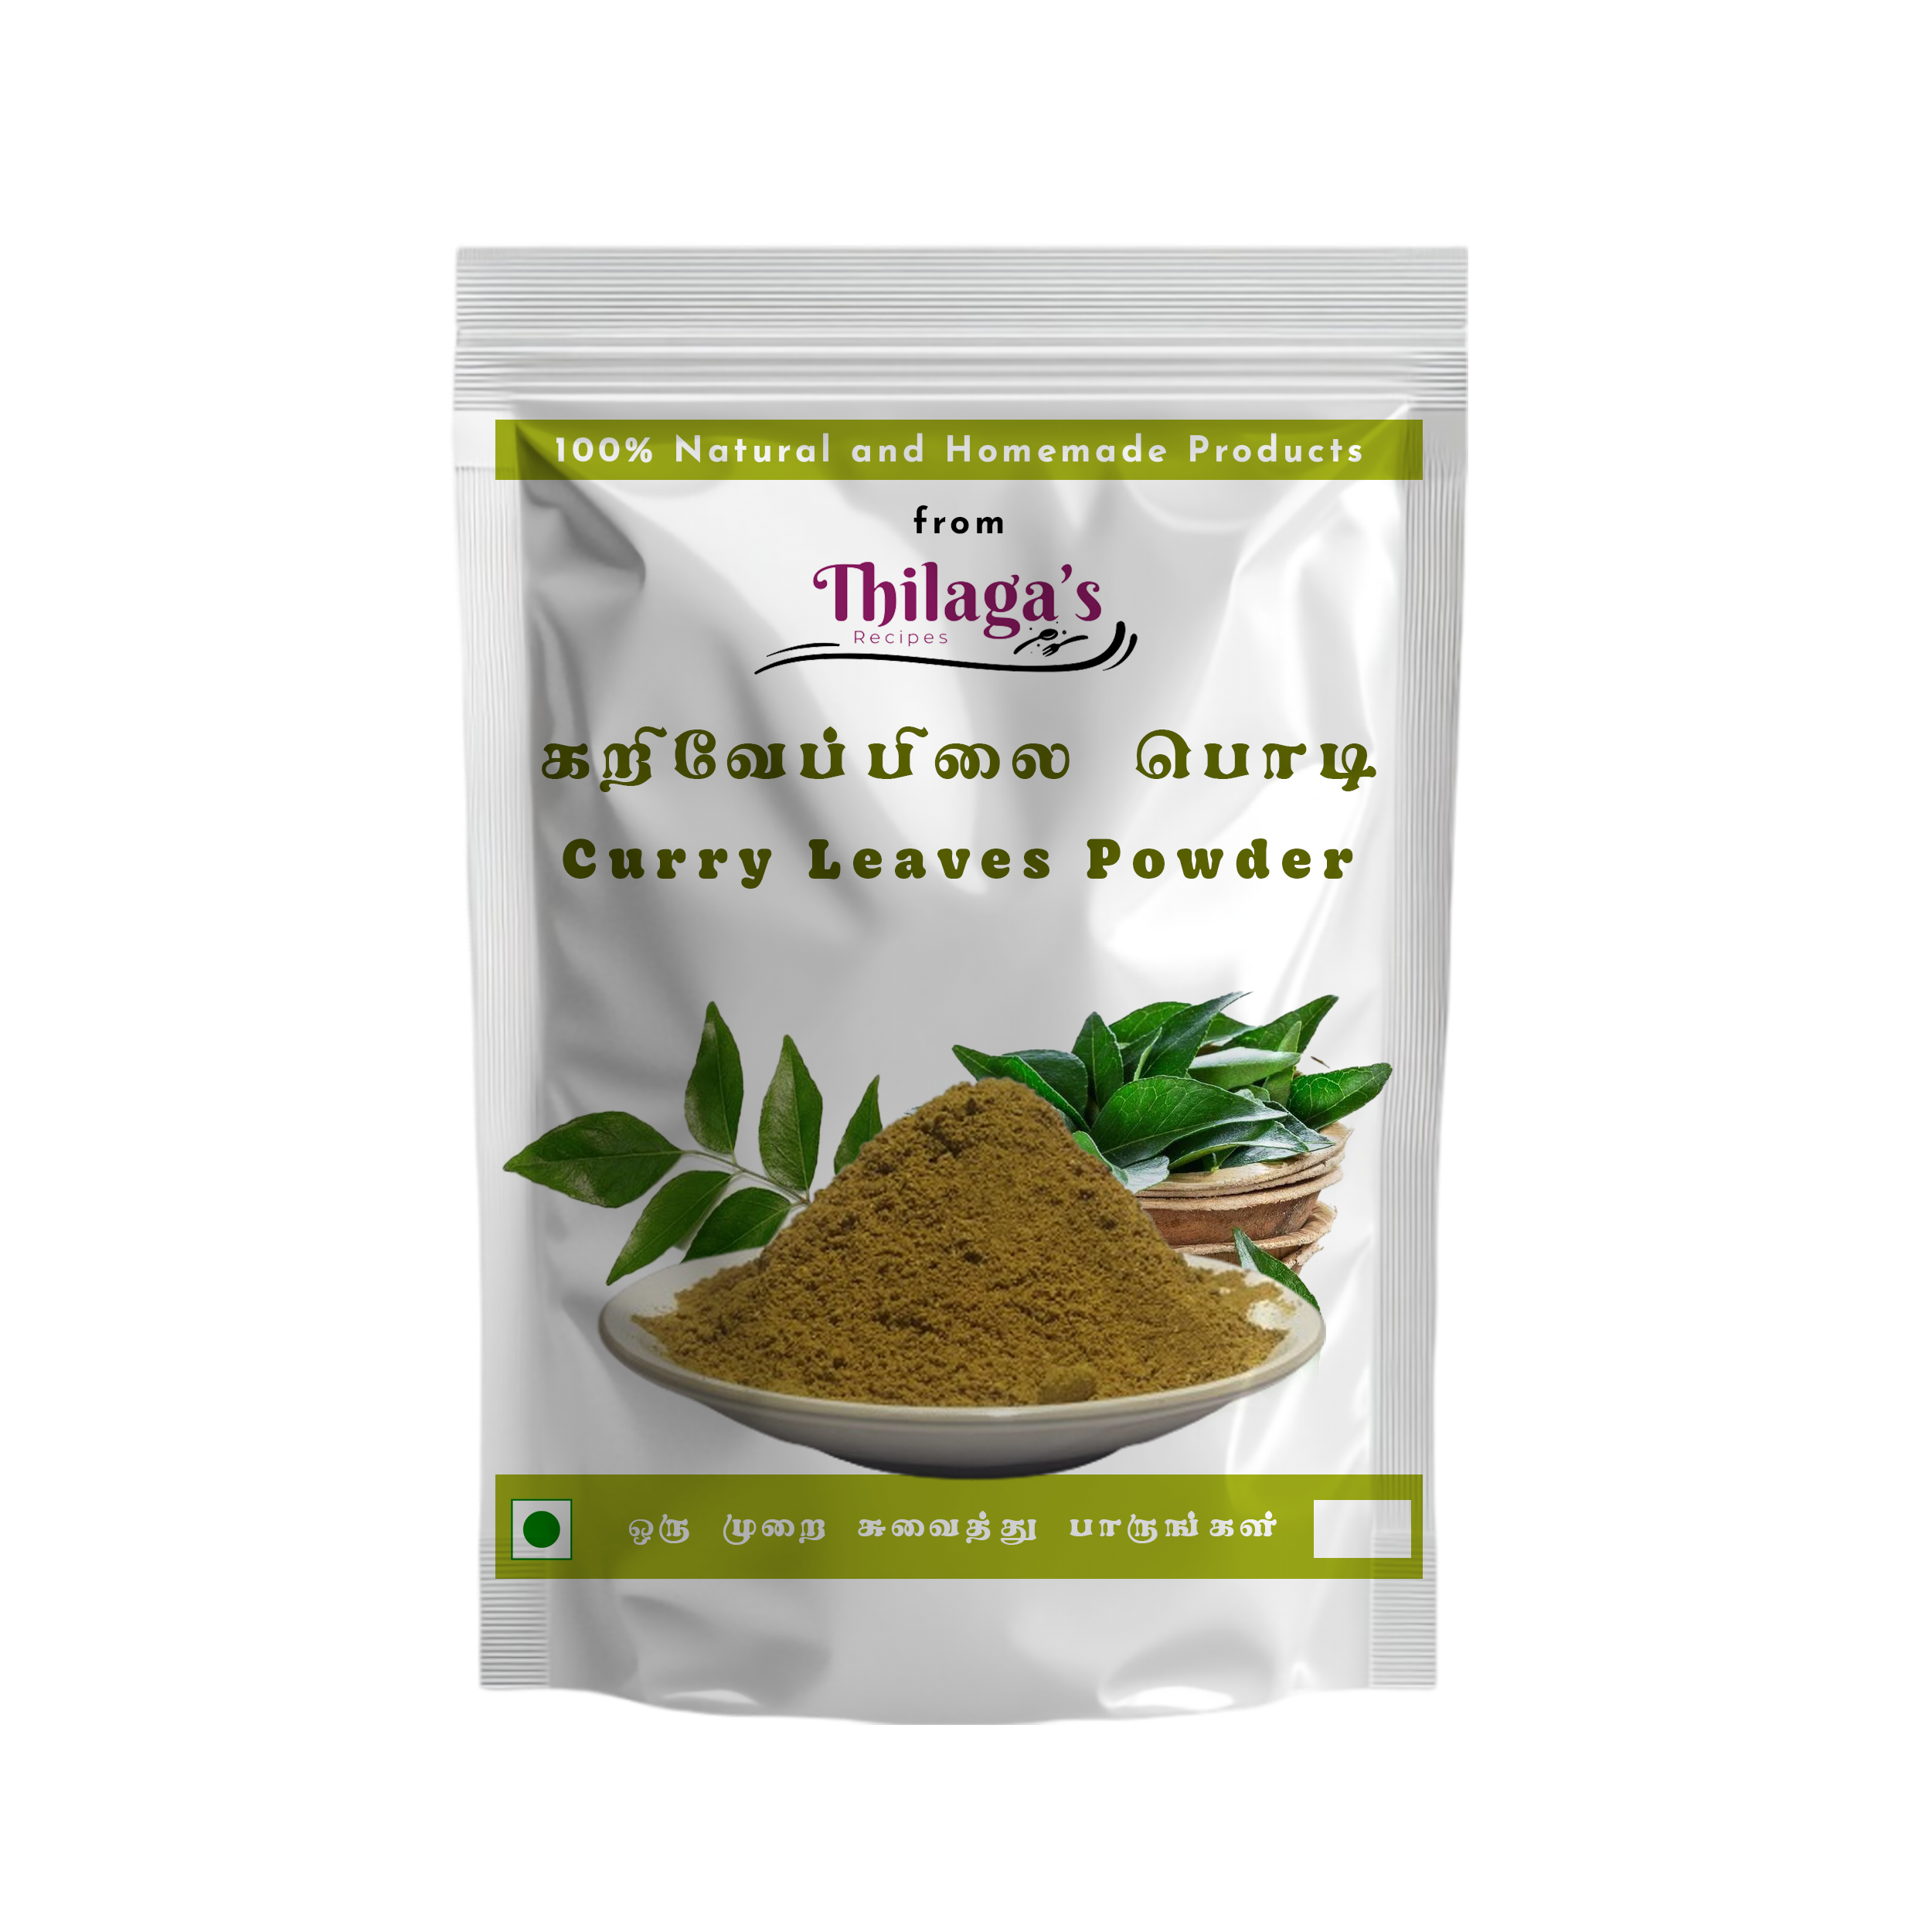 100% Natural and Homemade Products
from
Thilaga's
Recipes
கறிவேப்பிலை பொடி
Curry Leaves Powder
ஒரு முறை சுவைத்து பாருங்கள்